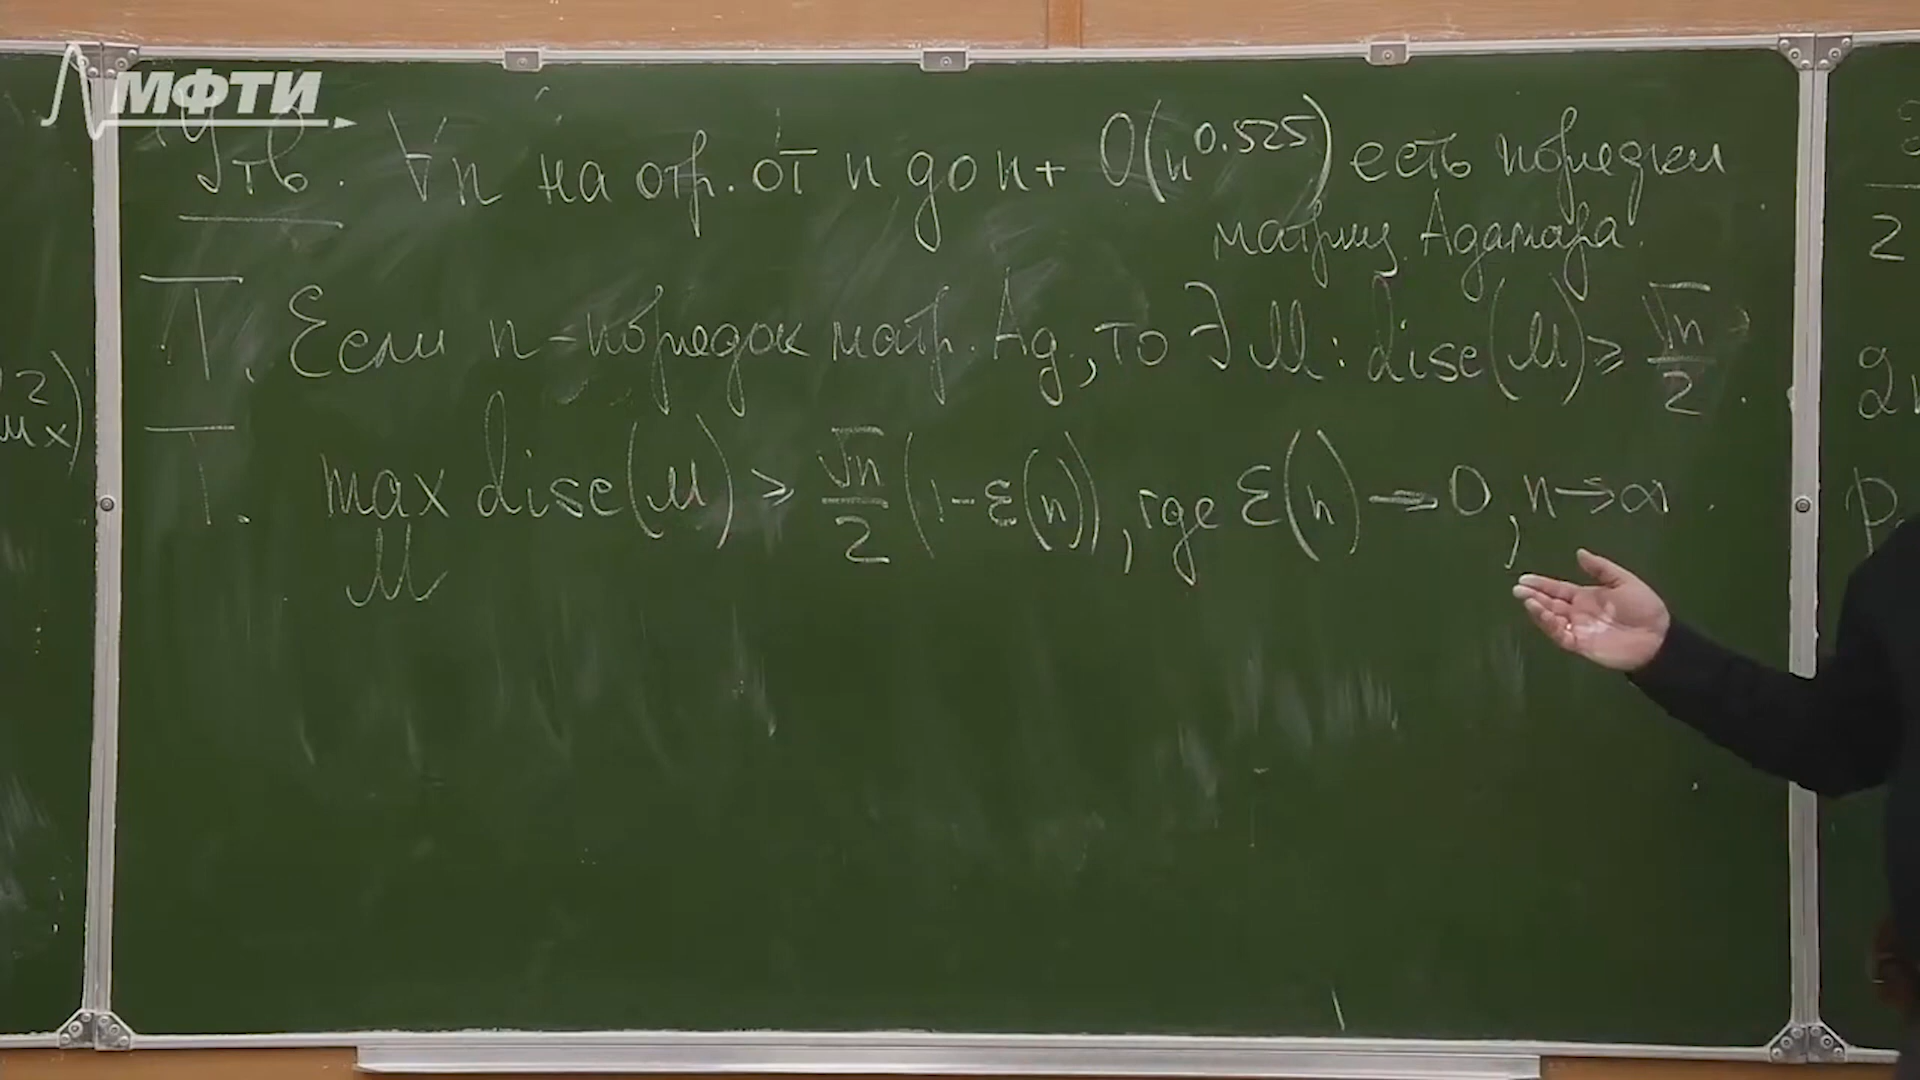 МФТИ
Утв. ∀n на отр. от n до n+ O(n^0.525) есть порядки
матриц Адамара.
Т. Если n-порядок матр. Ад., то ∃ M: disc(M) ≥ √n/2.
Т. max disc(M) ≥ √n/2 (1-ε(n)), где ε(n) → 0, n→∞.
M
2